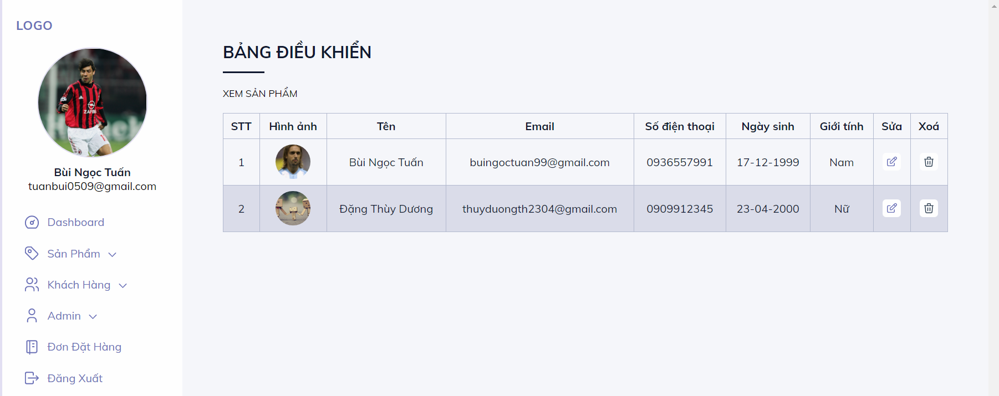 LOGO
Bùi Ngọc Tuấn
tuanbui0509@gmail.com
Dashboard
Sản Phẩm
Khách Hàng
Admin
Đơn Đặt Hàng
Đăng Xuất
BẢNG ĐIỀU KHIỂN
XEM SẢN PHẨM
STT Hình ảnh Tên Email Số điện thoại Ngày sinh Giới tính Sửa Xoá
1 Bùi Ngọc Tuấn buingoctuan99@gmail.com 0936557991 17-12-1999 Nam
2 Đặng Thùy Dương thuyduongth2304@gmail.com 0909912345 23-04-2000 Nữ